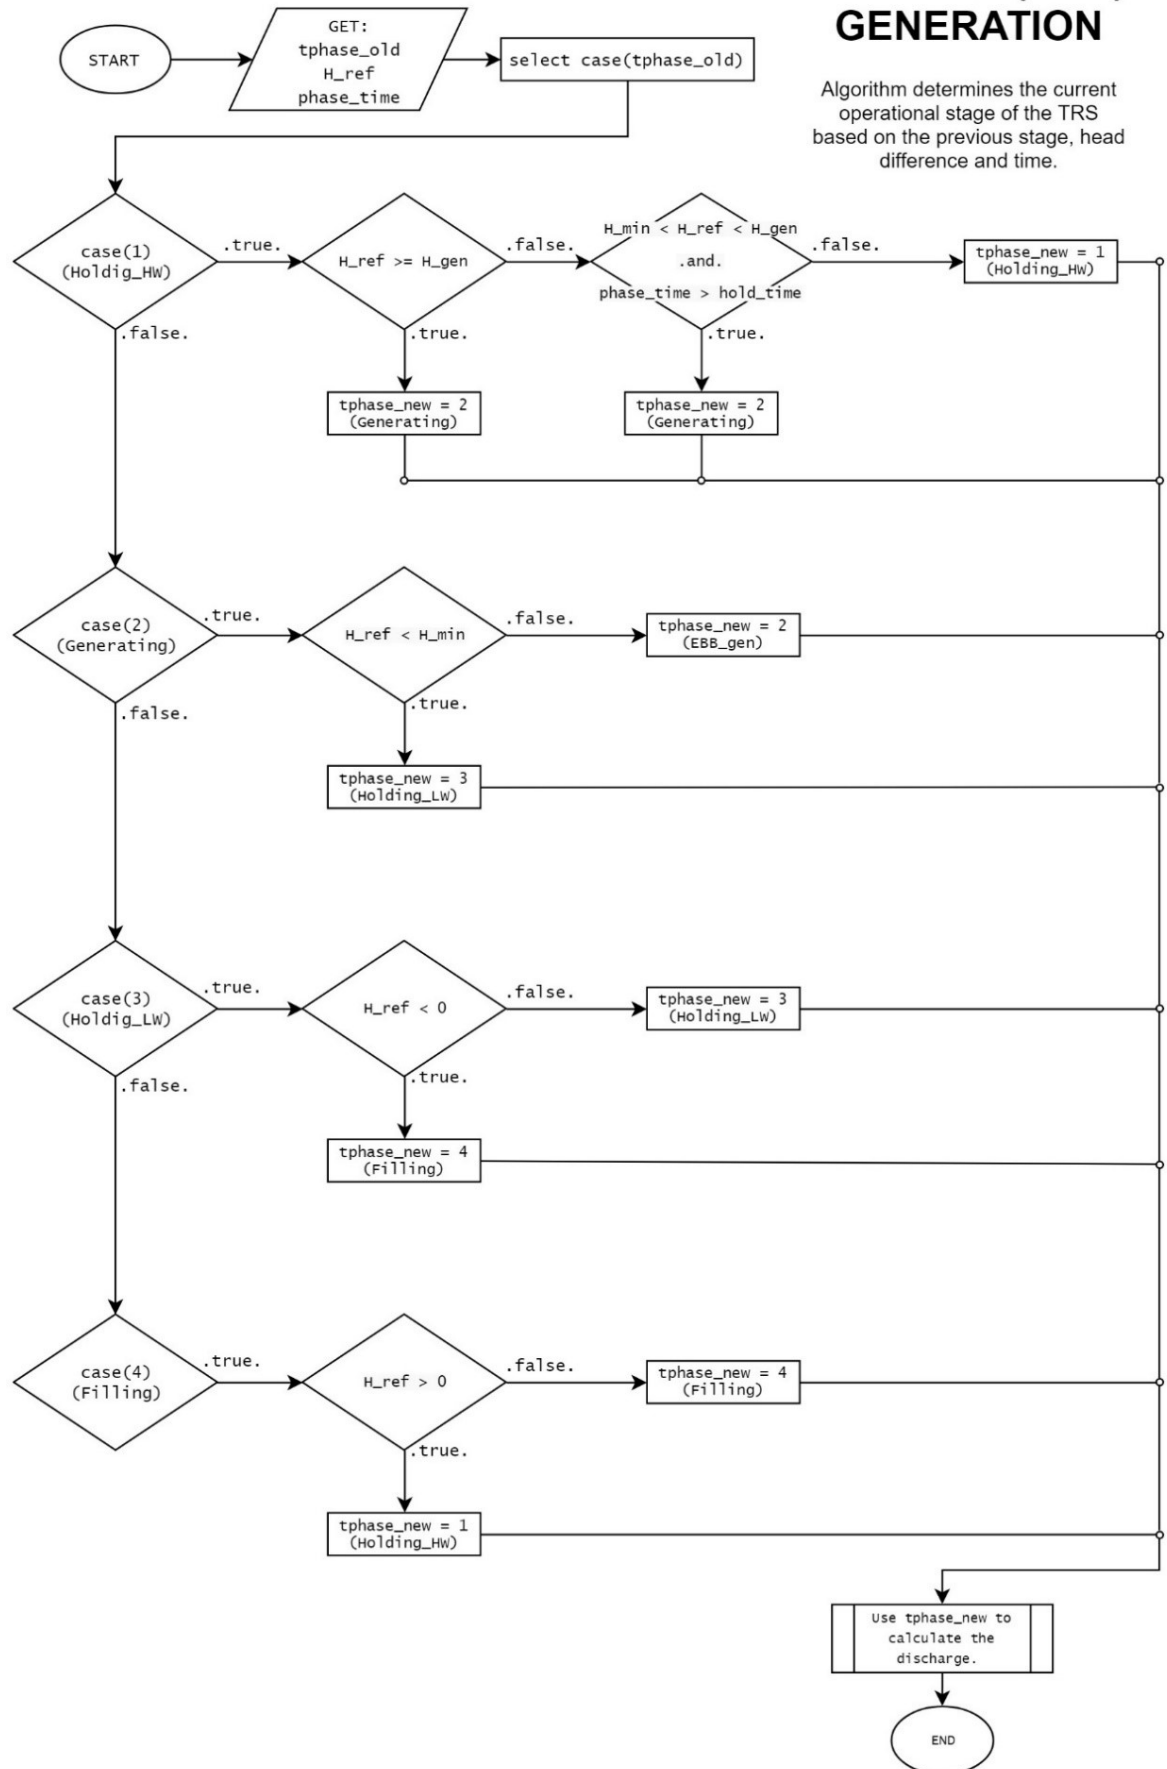 GENERATION
Algorithm determines the current
operational stage of the TRS
based on the previous stage, head
difference and time.
START
GET:
tphase_old
H_ref
phase_time
select case(tphase_old)
case(1)
(Holdig_HW)
.true.
.false.
H_ref >= H_gen
.false.
.true.
H_min < H_ref < H_gen
.and.
phase_time > hold_time
.false.
.true.
tphase_new = 1
(Holding_HW)
tphase_new = 2
(Generating)
tphase_new = 2
(Generating)
case(2)
(Generating)
.true.
.false.
H_ref < H_min
.false.
.true.
tphase_new = 2
(EBB_gen)
tphase_new = 3
(Holding_LW)
case(3)
(Holdig_LW)
.true.
.false.
H_ref < 0
.false.
.true.
tphase_new = 3
(Holding_LW)
tphase_new = 4
(Filling)
case(4)
(Filling)
.true.
H_ref > 0
.false.
.true.
tphase_new = 4
(Filling)
tphase_new = 1
(Holding_HW)
Use tphase_new to
calculate the
discharge.
END